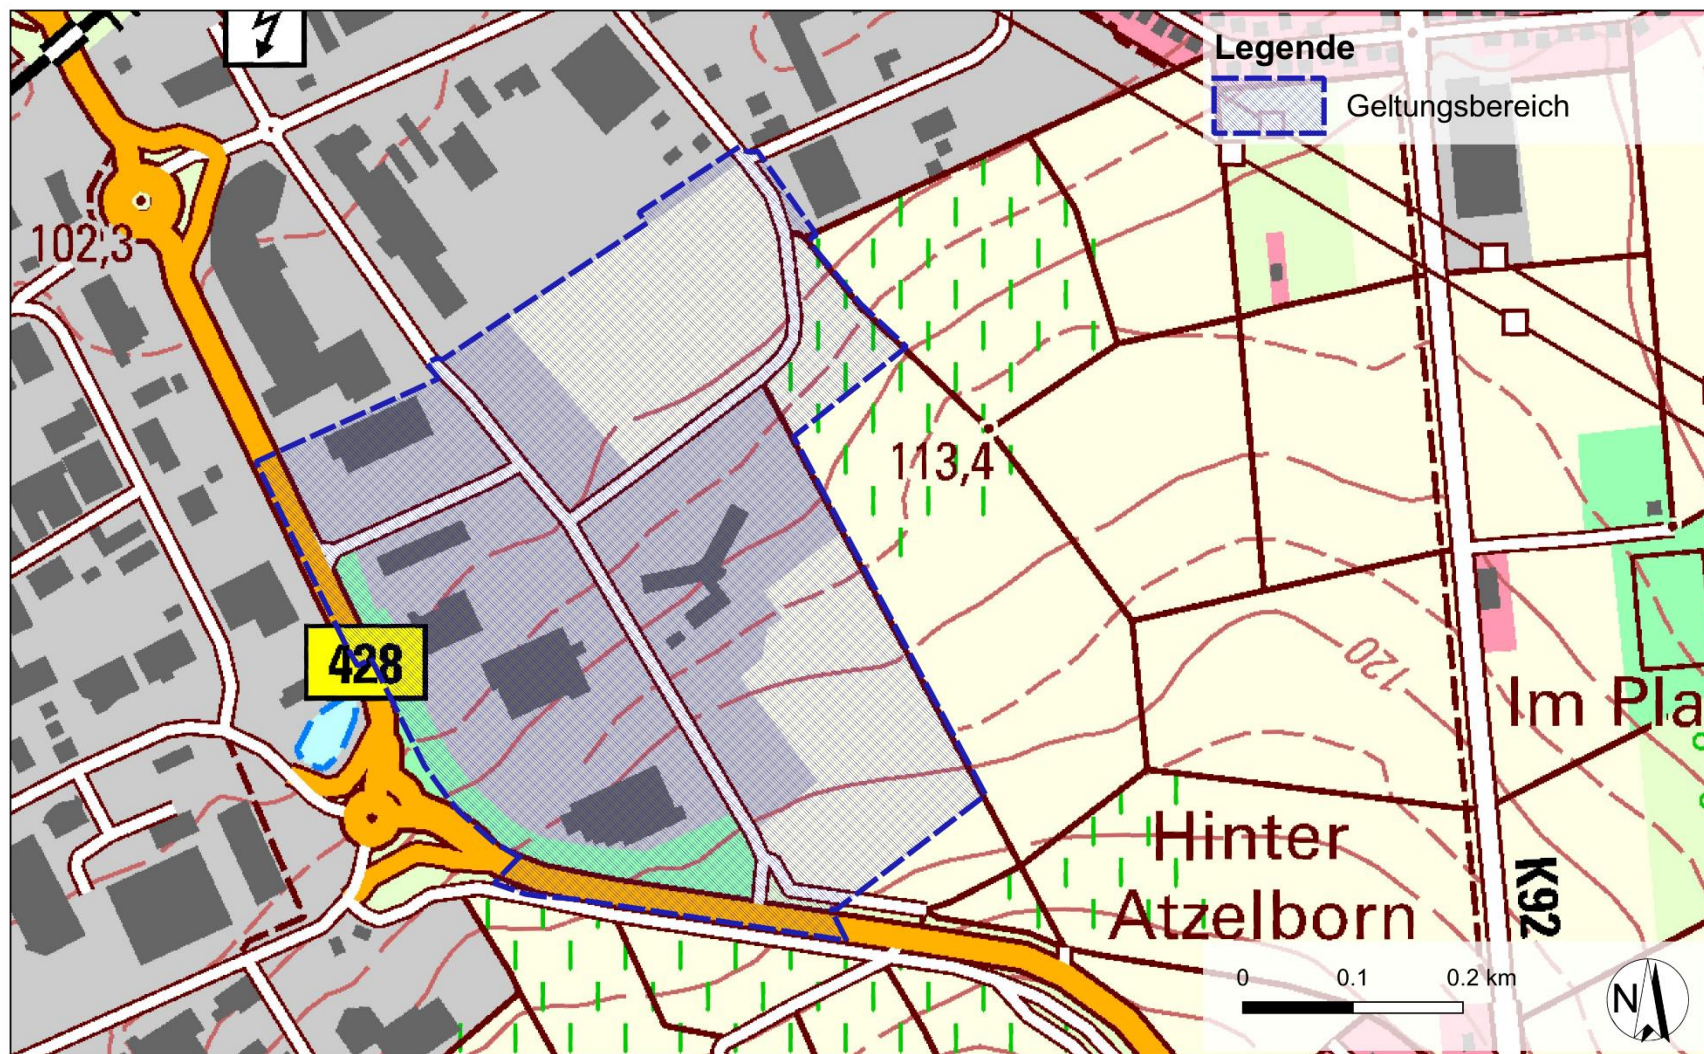 Legende
Geltungsbereich
102,3
113,4
428
120
Im Pla
Hinter
Atzelborn
K92
0 0.1 0.2 km
N